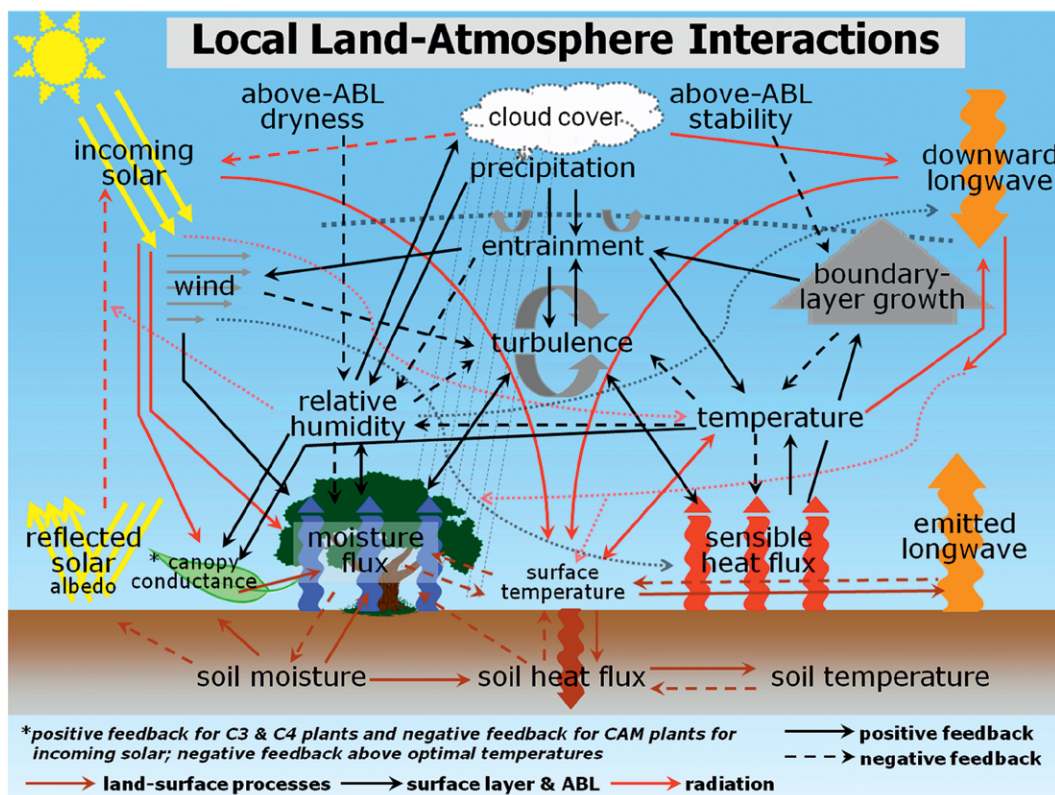 Local Land-Atmosphere Interactions
above-ABL
dryness
cloud cover
above-ABL
stability
incoming
solar
precipitation
downward
longwave
entrainment
wind
boundary-
layer growth
turbulence
relative
humidity
temperature
reflected
solar
albedo
* canopy
conductance
moisture
flux
surface
temperature
sensible
heat flux
emitted
longwave
soil moisture
soil heat flux
soil temperature
*positive feedback for C3 & C4 plants and negative feedback for CAM plants for
incoming solar; negative feedback above optimal temperatures
positive feedback
negative feedback
land-surface processes
surface layer & ABL
radiation